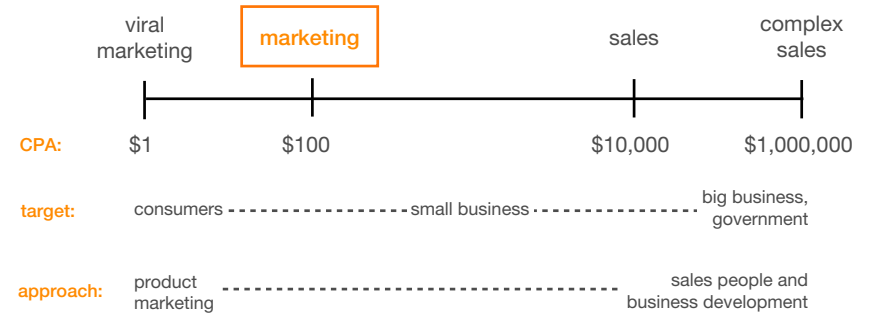 viral
marketing
marketing
sales
complex
sales
CPA: $1 $100 $10,000 $1,000,000
target: consumers small business big business,
government
approach: product
marketing
sales people and
business development